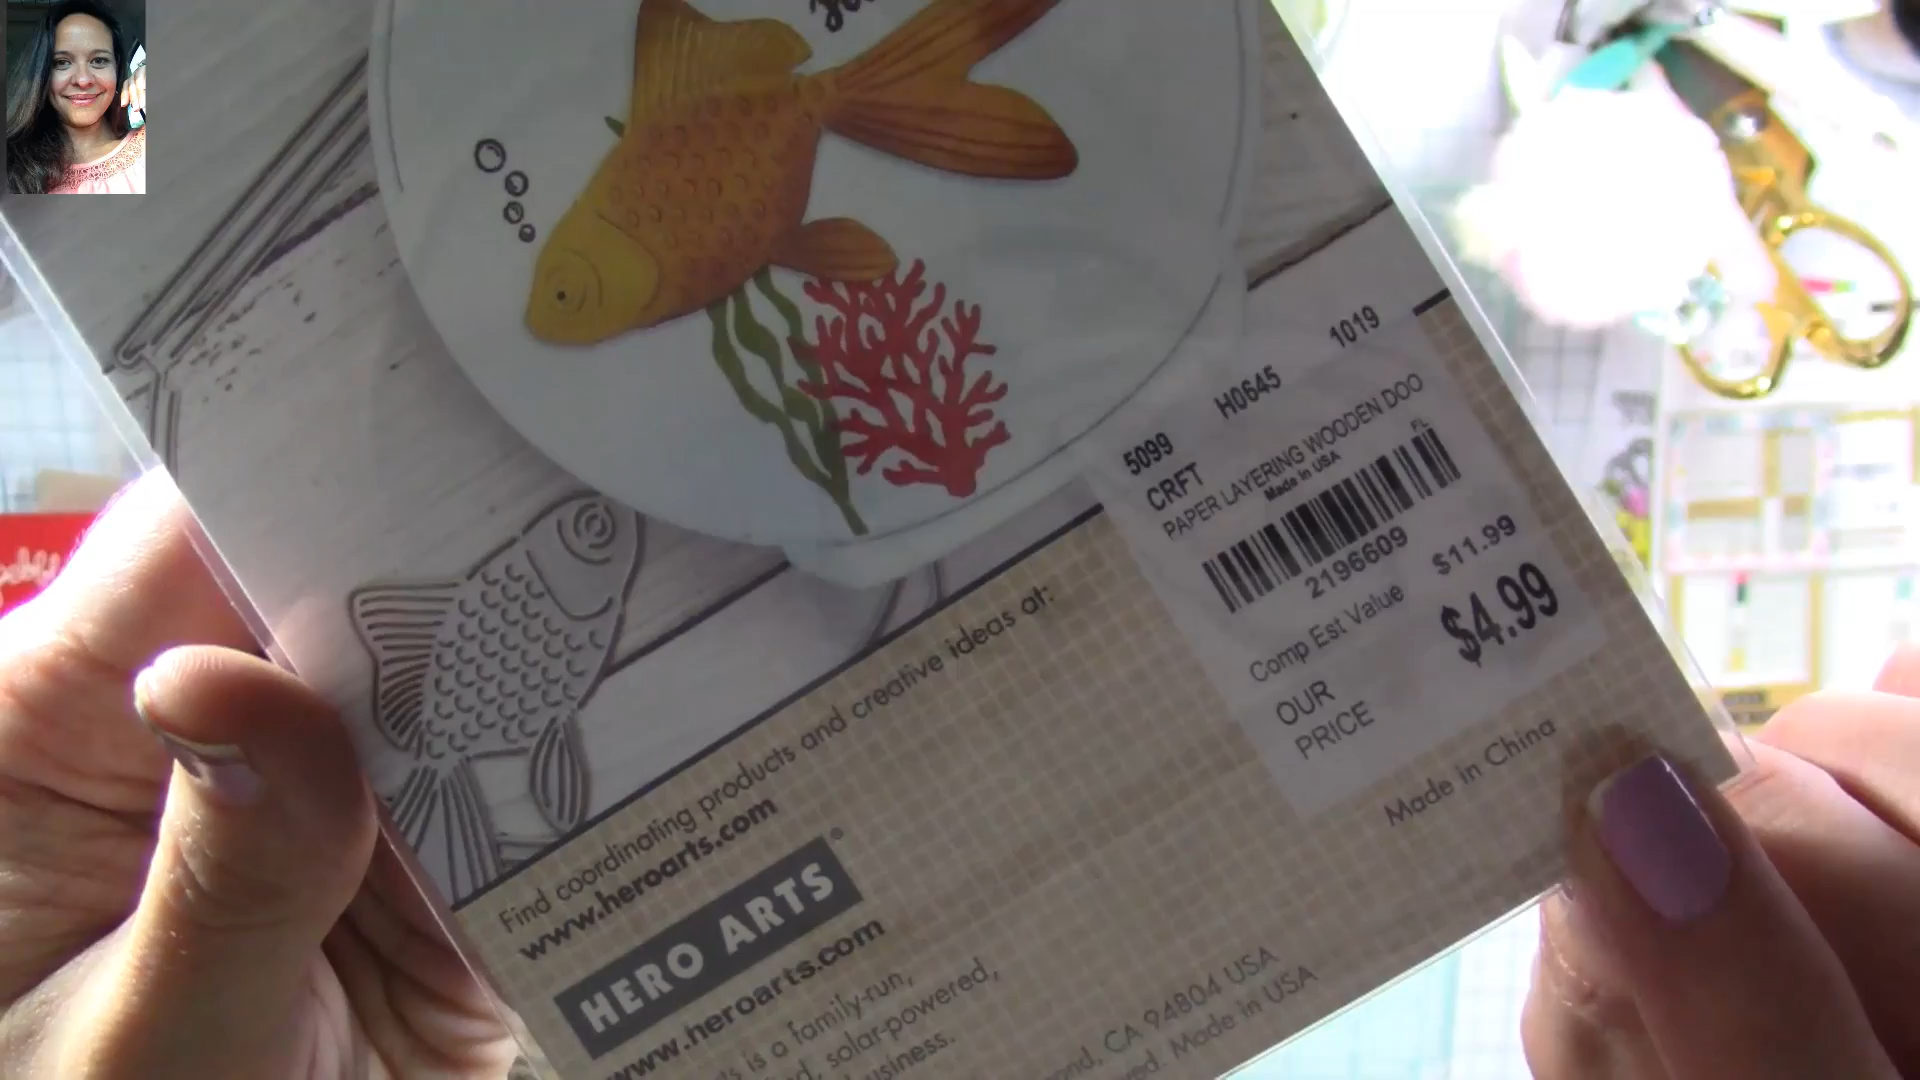 5099 H0645 1019
CRFT
PAPER LAYERING WOODEN DOO
Made in USA FL
2196609
Comp Est Value $11.99
OUR PRICE $4.99
Made in China
Find coordinating products and creative ideas at:
www.heroarts.com
HERO ARTS®
www.heroarts.com
is a family-run,
solar-powered,
CA 94804 USA
Made in USA